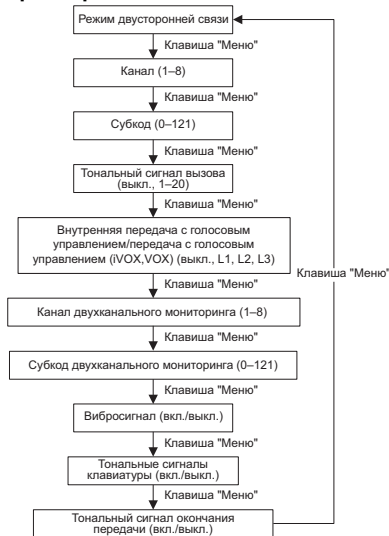 Режим двусторонней связи
Клавиша "Меню"
Канал (1–8)
Клавиша "Меню"
Субкод (0–121)
Клавиша "Меню"
Тональный сигнал вызова
(выкл., 1–20)
Клавиша "Меню"
Внутренняя передача с голосовым
управлением/передача с голосовым
управлением (iVOX,VOX) (выкл., L1, L2, L3)
Клавиша "Меню"
Клавиша "Меню"
Канал двухканального мониторинга (1–8)
Клавиша "Меню"
Субкод двухканального мониторинга (0–121)
Клавиша "Меню"
Вибросигнал (вкл./выкл.)
Клавиша "Меню"
Тональные сигналы
клавиатуры (вкл./выкл.)
Клавиша "Меню"
Тональный сигнал окончания
передачи (вкл./выкл.)